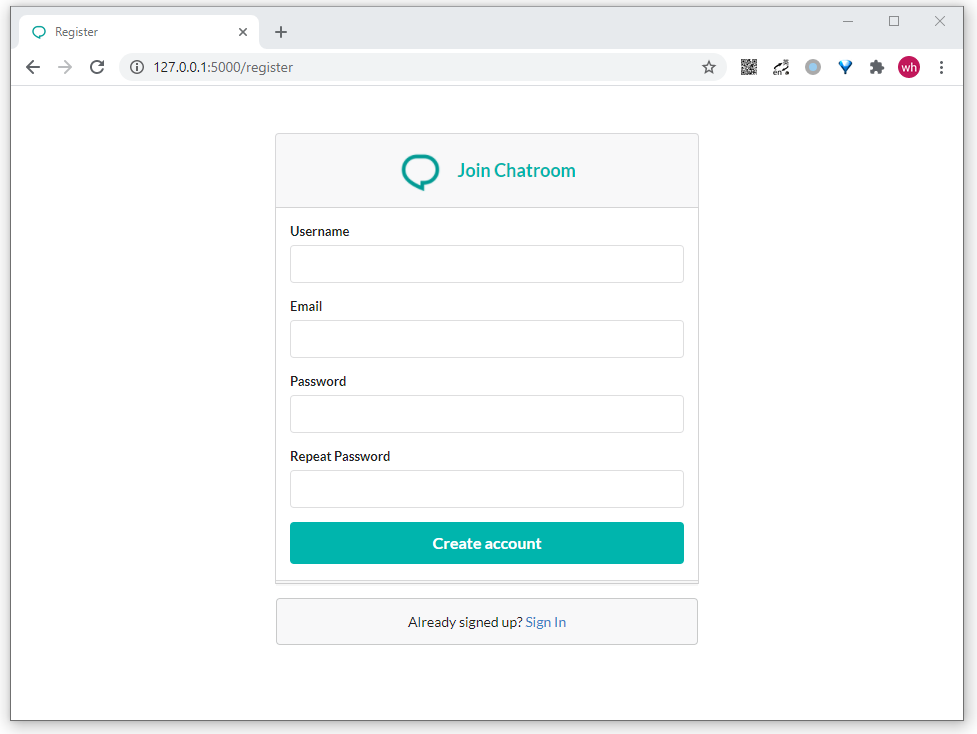 Register
127.0.0.1:5000/register
en
wh
Join Chatroom
Username
Email
Password
Repeat Password
Create account
Already signed up? Sign In